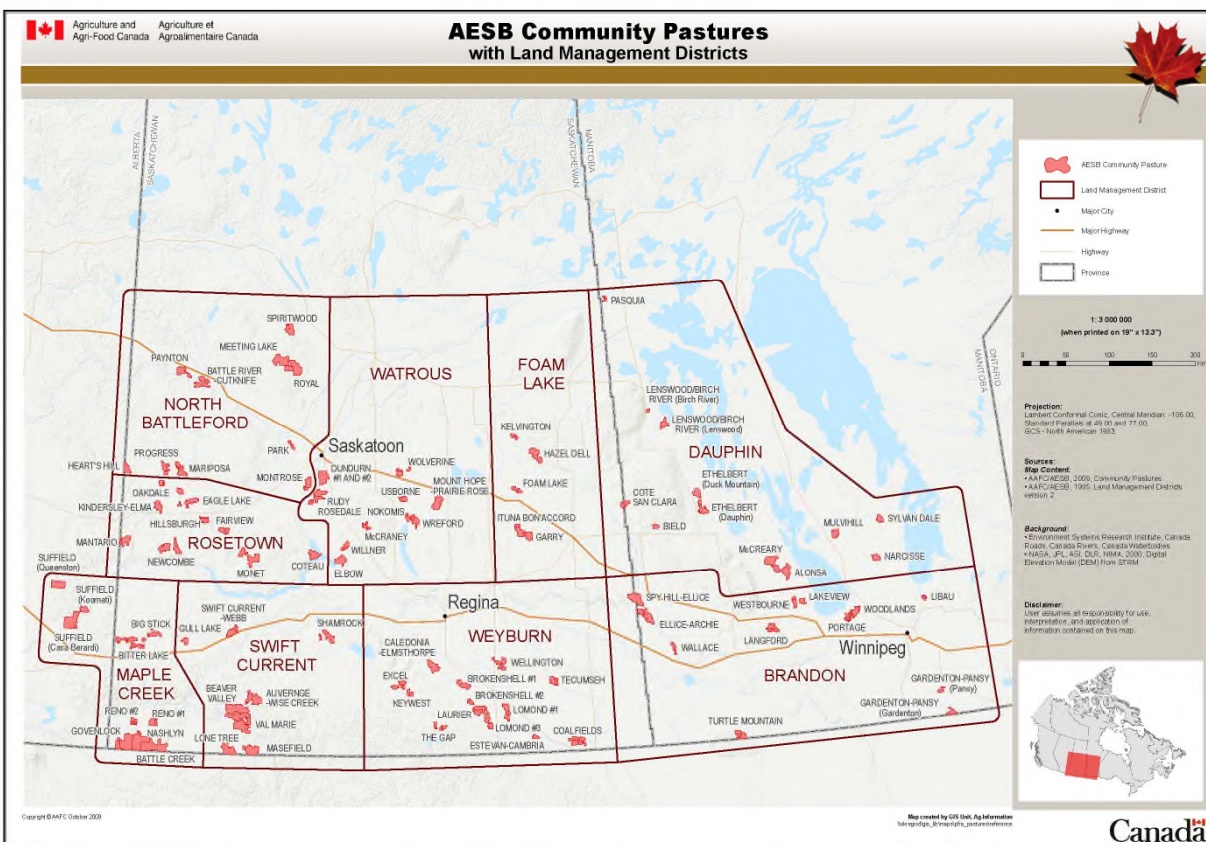 Agriculture and
Agri-Food Canada
Agriculture et
Agroalimentaire Canada
AESB Community Pastures
with Land Management Districts
ALBERTA
SASKATCHEWAN
MANITOBA
SASKATCHEWAN
PASQUIA
SPIRITWOOD
MEETING LAKE
PAYNTON
BATTLE RIVER
-CUTKNIFE
ROYAL
NORTH
BATTLEFORD
WATROUS
FOAM
LAKE
LENSWOOD/BIRCH
RIVER (Birch River)
LENSWOOD/BIRCH
RIVER (Lenswood)
KELVINGTON
HAZEL DELL
DAUPHIN
PARK
Saskatoon
HEART'S HILL
PROGRESS
MARIPOSA
MONTROSE
DUNDURN
#1 AND #2
WOLVERINE
MOUNT HOPE
-PRAIRIE-ROSE
FOAM LAKE
ETHELBERT
(Duck Mountain)
ETHELBERT
(Dauphin)
COTE
SAN CLARA
BIELD
OAKDALE
KINDERSLEY-ELMA
EAGLE LAKE
RUDY
ROSEDALE
USBORNE
NOKOMIS
WREFORD
ITUNA BON'ACCORD
GARRY
HILLSBURGH
FAIRVIEW
ROSETOWN
McCRANEY
WILLNER
MANTARIO
NEWCOMBE
MONET
COTEAU
ELBOW
MULVIHILL
SYLVAN DALE
NARCISSE
McCREARY
ALONSA
SUFFIELD
(Queenston)
SUFFIELD
(Koomati)
SUFFIELD
(Casa Berardi)
BIG STICK
BITTER LAKE
GULL LAKE
SWIFT CURRENT
-WEBB
SHAMROCK
Regina
SPY-HILL-ELLICE
ELLICE-ARCHIE
WESTBOURNE
LAKEVIEW
WOODLANDS
PORTAGE
LIBAU
LANGFORD
WALLACE
Winnipeg
MAPLE
CREEK
SWIFT
CURRENT
CALEDONIA
-ELMSTHORPE
WEYBURN
WELLINGTON
TECUMSEH
BROKENSHELL #1
BROKENSHELL #2
BRANDON
GARDENTON-PANSY
(Pansy)
GARDENTON-PANSY
(Gardenton)
BEAVER
VALLEY
AUVERNGE
-WISE CREEK
VAL MARIE
EXCEL
KEYWEST
LAURIER
LOMOND #1
LOMOND #3
THE GAP
ESTEVAN-CAMBRIA
COALFIELDS
TURTLE MOUNTAIN
RENO #2
RENO #1
GOVENLOCK
NASHLYN
BATTLE CREEK
LONE TREE
MASEFIELD
ONTARIO
MANITOBA
AESB Community Pasture
Land Management District
Major City
Major Highway
Highway
Province
1: 3 000 000
(when printed on 19" x 13.3")
0 50 100 150 200
Projection:
Lambert Conformal Conic, Central Meridian: -106.00,
Standard Parallels at 49.00 and 77.00
GCS - North American 1983
Sources:
Map Content:
• AAFC/AESB, 2009, Community Pastures
• AAFC/AESB, 1995, Land Management Districts
version 2
Background:
• Environment Systems Research Institute, Canada
Roads, Canada Rivers, Canada Waterbodies
• NASA, JPL, ASI, DLR, NIMA, 2000, Digital
Elevation Model (DEM) from STRM
Disclaimer:
User assumes all responsibility for use,
interpretation, and application of
information contained on this map.
Copyright © AAFC October 2009
Map created by GIS Unit, Ag-Information
Canada